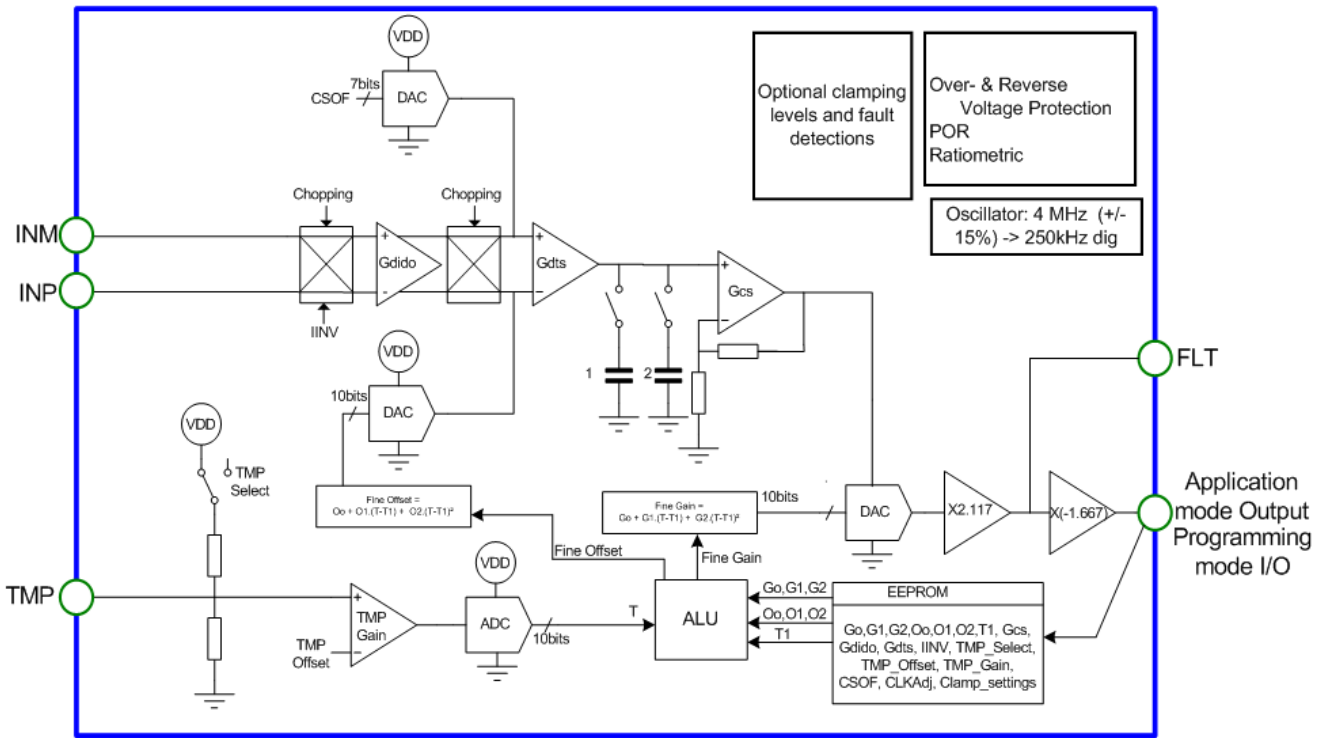 VDD
7bits
CSOF
DAC
Optional clamping
levels and fault
detections
Over- & Reverse
Voltage Protection
POR
Ratiometric
Oscillator: 4 MHz (+/-
15%) -> 250kHz dig
Chopping
Chopping
INM
INP
+
Gdido
-
+
Gdts
-
+
Gcs
-
IINV
1
2
VDD
10bits
DAC
FLT
VDD
TMP
Select
Fine Offset =
Oo + O1.(T-T1) + O2.(T-T1)²
Fine Gain =
Go + G1.(T-T1) + G2.(T-T1)²
10bits
DAC
X2.117
X(-1.667)
Application
mode Output
Programming
mode I/O
Fine Offset
Fine Gain
TMP
+
TMP
Gain
-
TMP
Offset
VDD
ADC
10bits
T
ALU
Go,G1,G2
Oo,O1,O2
T1
EEPROM
Go,G1,G2,Oo,O1,O2,T1, Gcs,
Gdido, Gdts, IINV, TMP_Select,
TMP_Offset, TMP_Gain,
CSOF, CLKAdj, Clamp_settings